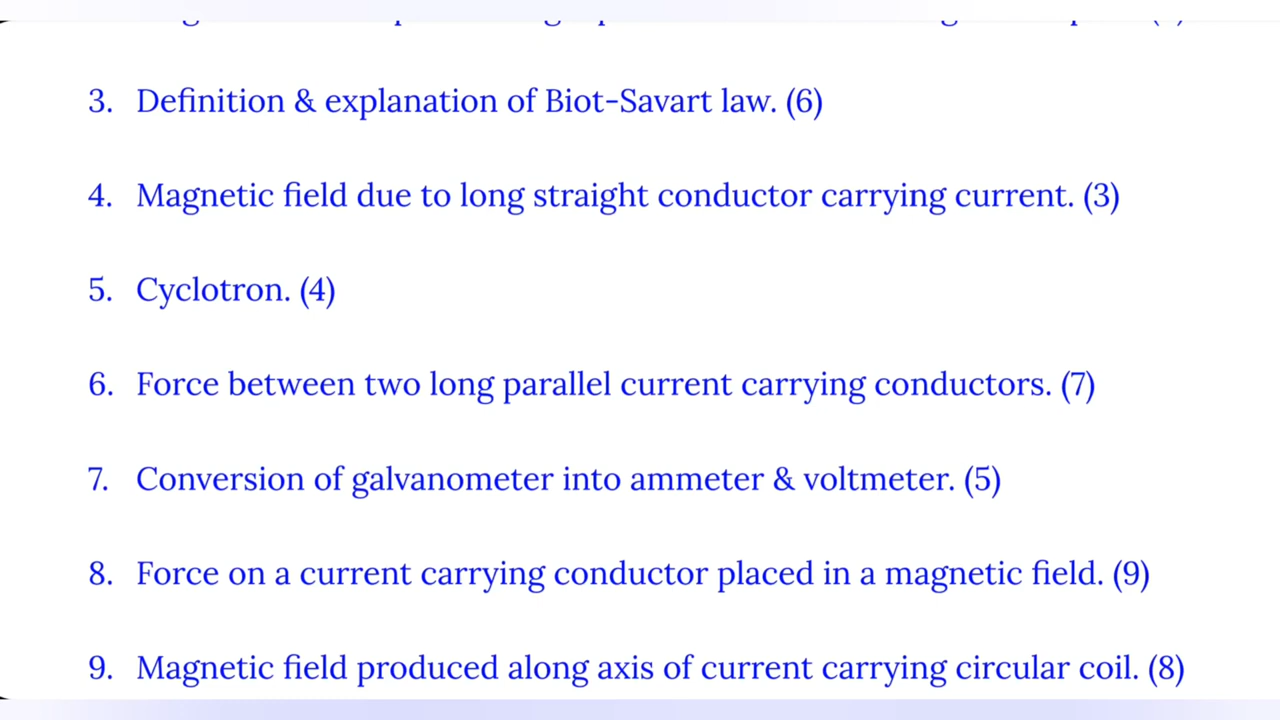 3. Definition & explanation of Biot-Savart law. (6)
4. Magnetic field due to long straight conductor carrying current. (3)
5. Cyclotron. (4)
6. Force between two long parallel current carrying conductors. (7)
7. Conversion of galvanometer into ammeter & voltmeter. (5)
8. Force on a current carrying conductor placed in a magnetic field. (9)
9. Magnetic field produced along axis of current carrying circular coil. (8)